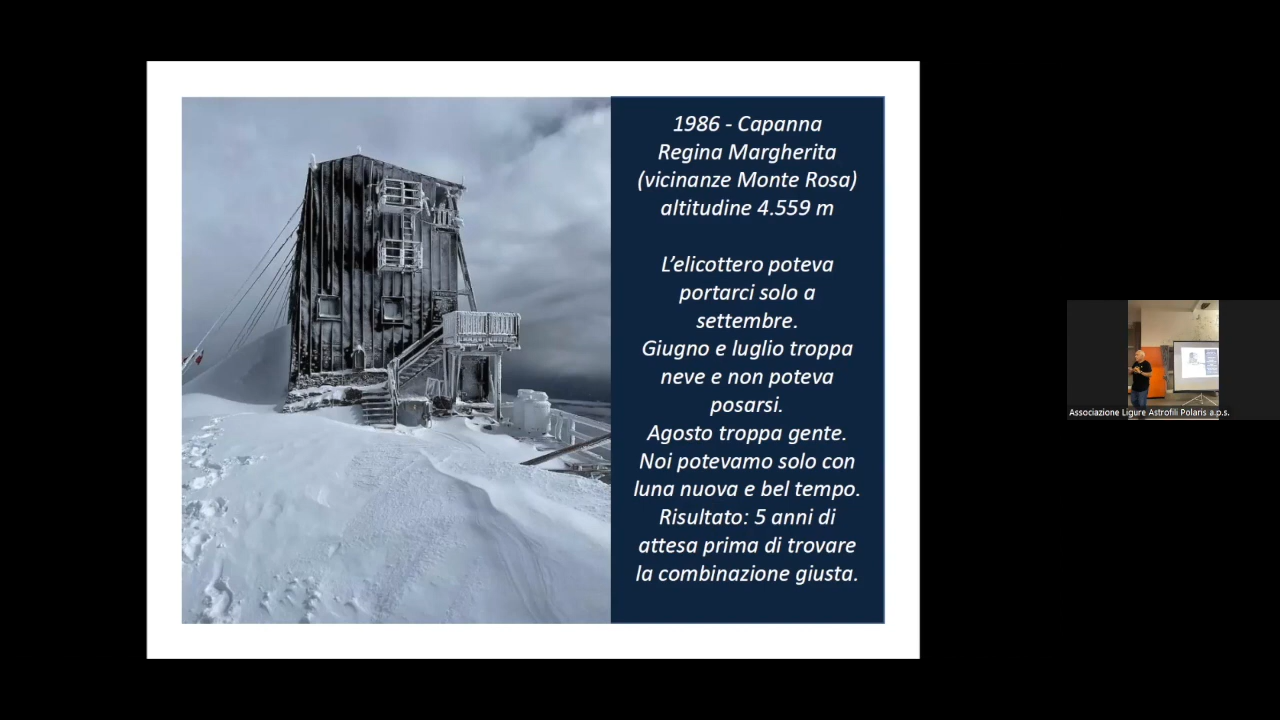 1986 - Capanna
Regina Margherita
(vicinanze Monte Rosa)
altitudine 4.559 m
L’elicottero poteva
portarci solo a
settembre.
Giugno e luglio troppa
neve e non poteva
posarsi.
Agosto troppa gente.
Noi potevamo solo con
luna nuova e bel tempo.
Risultato: 5 anni di
attesa prima di trovare
la combinazione giusta.
Associazione Ligure Astrofili Polaris a.p.s.